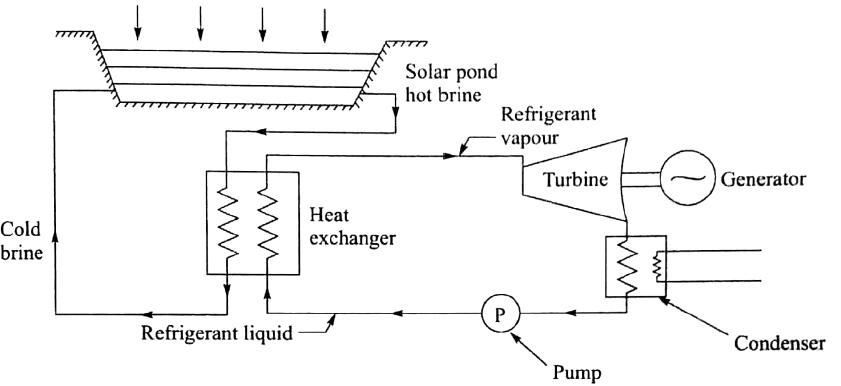 Solar pond
hot brine
Refrigerant
vapour
Turbine
Generator
Cold
brine
Heat
exchanger
P
Refrigerant liquid
Condenser
Pump